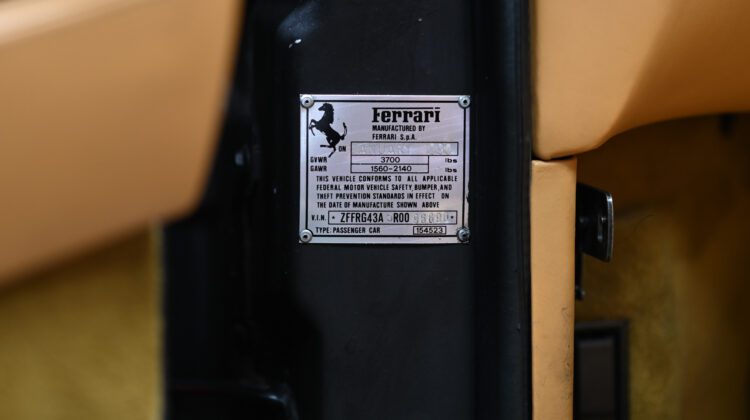 Ferrari
MANUFACTURED BY
FERRARI S.p.A.
ON
GVWR 3700 lbs
GAWR 1560-2140 lbs
THIS VEHICLE CONFORMS TO ALL APPLICABLE
FEDERAL MOTOR VEHICLE SAFETY, BUMPER, AND
THEFT PREVENTION STANDARDS IN EFFECT ON
THE DATE OF MANUFACTURE SHOWN ABOVE
V.I.N.
TYPE: PASSENGER CAR 154523